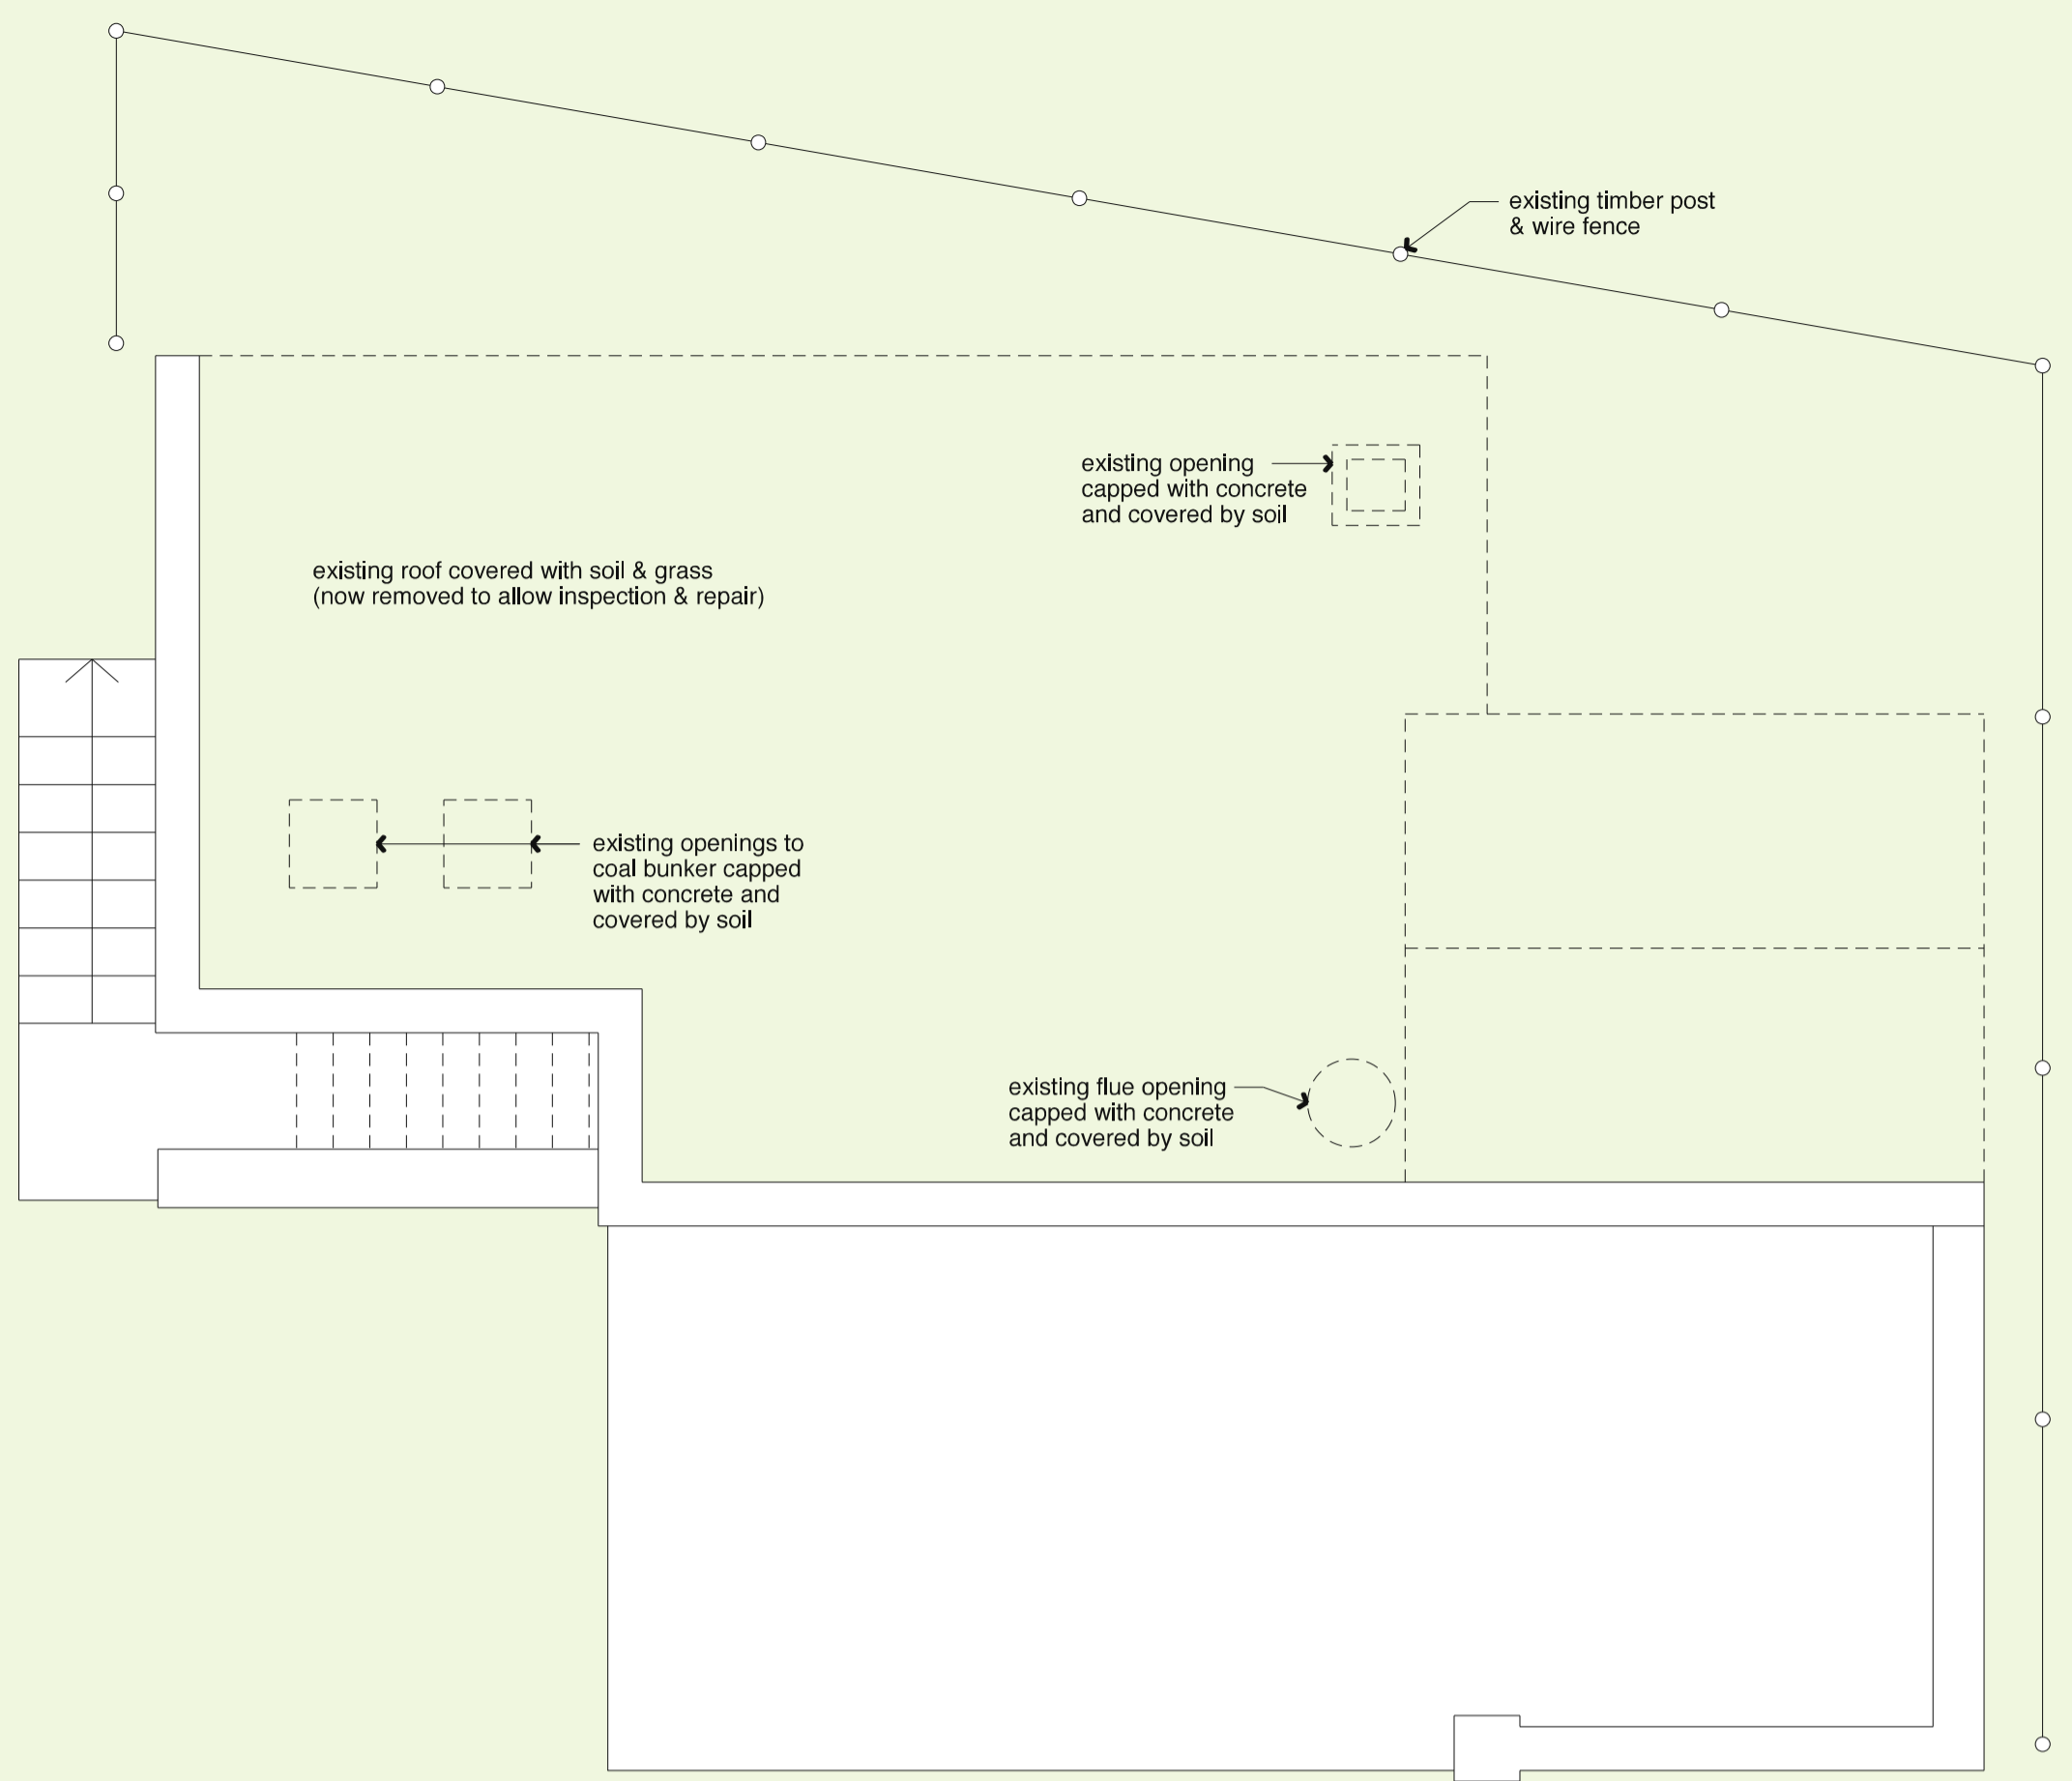 existing timber post
& wire fence
existing opening
capped with concrete
and covered by soil
existing roof covered with soil & grass
(now removed to allow inspection & repair)
existing openings to
coal bunker capped
with concrete and
covered by soil
existing flue opening
capped with concrete
and covered by soil